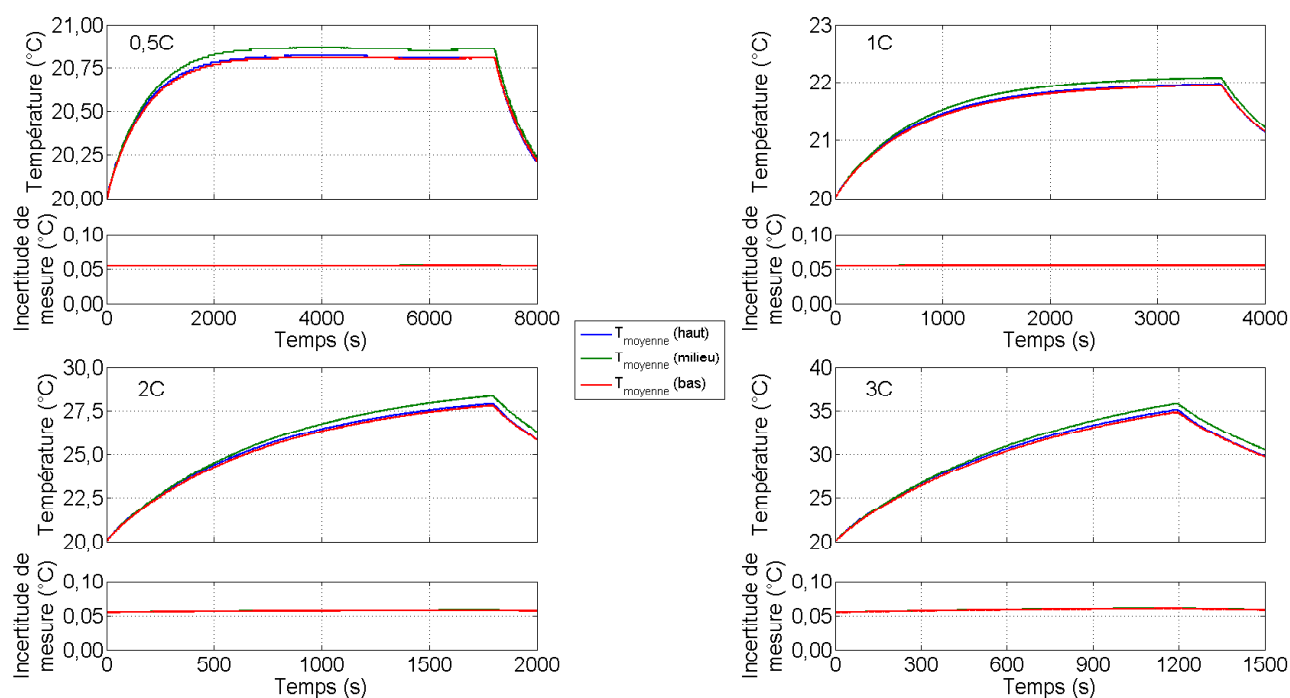 0,5C
Température (°C)
21,00
20,75
20,50
20,25
20,00
Incertitude de
mesure (°C)
0,10
0,05
0,00
0 2000 4000 6000 8000
Temps (s)
1C
Température (°C)
23
22
21
20
Incertitude de
mesure (°C)
0,10
0,05
0,00
0 1000 2000 3000 4000
Temps (s)
T moyenne (haut)
T moyenne (milieu)
T moyenne (bas)
2C
Température (°C)
30,0
27,5
25,0
22,5
20,0
Incertitude de
mesure (°C)
0,10
0,05
0,00
0 500 1000 1500 2000
Temps (s)
3C
Température (°C)
40
35
30
25
20
Incertitude de
mesure (°C)
0,10
0,05
0,00
0 300 600 900 1200 1500
Temps (s)